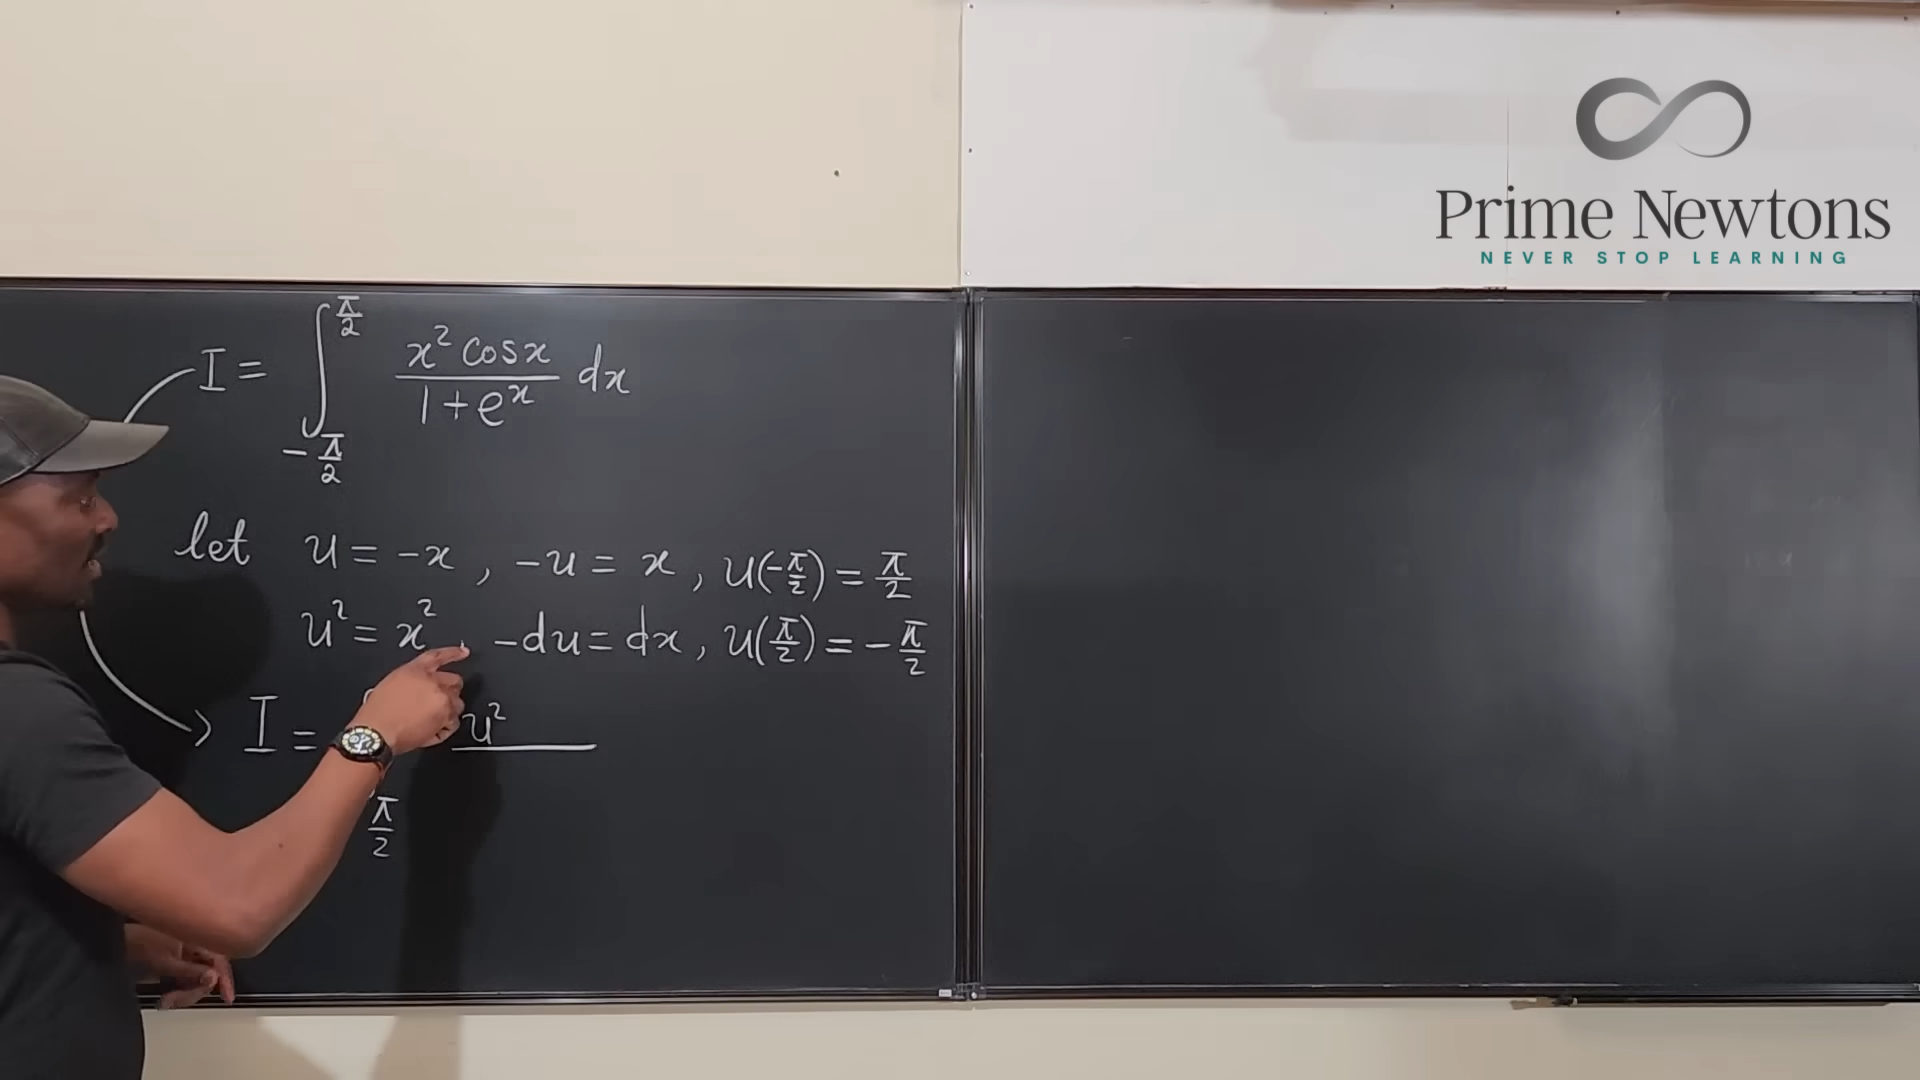 Prime Newtons
NEVER STOP LEARNING
I = ∫_{-π/2}^{π/2} \frac{x² cos x}{1 + e^x} dx
let u = -x , -u = x , u(-π/2) = π/2
u² = x² , -du = dx , u(π/2) = -π/2
I = u²
π/2